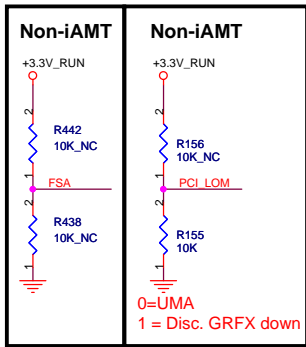 Non-iAMT
+3.3V_RUN
2
R442
10K_NC
1
FSA
2
R438
10K_NC
1
Non-iAMT
+3.3V_RUN
2
R156
10K_NC
1
PCI_LOM
2
R155
10K
1
0=UMA
1 = Disc. GRFX down